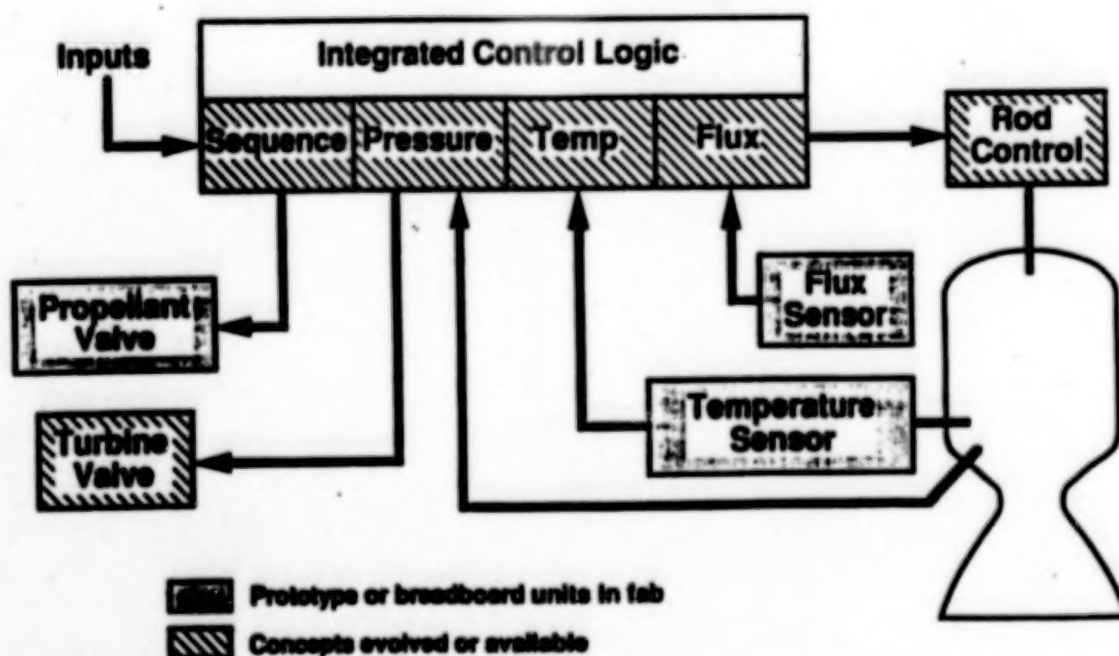 Inputs
Integrated Control Logic
Sequence
Pressure
Temp
Flux
Rod
Control
Propellant
Valve
Flux
Sensor
Turbine
Valve
Temperature
Sensor
Prototype or breadboard units in fab
Concepts evolved or available